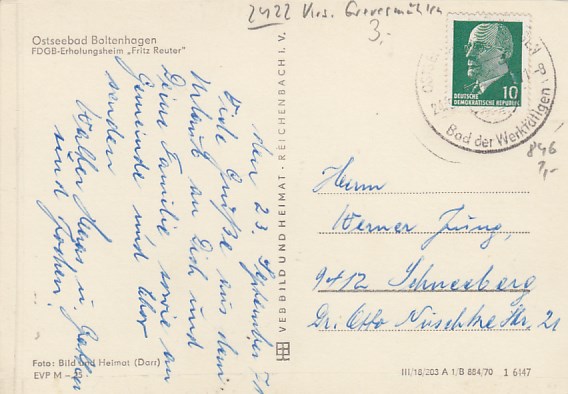 2422 Krs. Grevesmühlen
3,-
Ostseebad Boltenhagen
FDGB-Erholungsheim „Fritz Reuter"
10
DEUTSCHE
DEMOKRATISCHE REPUBLIK
Bad der Werktätigen
846
den 23. September
Viele Grüße aus dem
Urlaub an Dich und
Deine Familie sowie an
Gemeinde und Chor
senden
Walter
und
VEB BILD UND HEIMAT · REICHENBACH I. V.
Herrn
Werner Jung,
9412 Schneeberg
Dr. Otto Nuschke Str. 21
Foto: Bild und Heimat (Darr)
EVP M –
III/18/203 A 1/B 884/70 1 6147